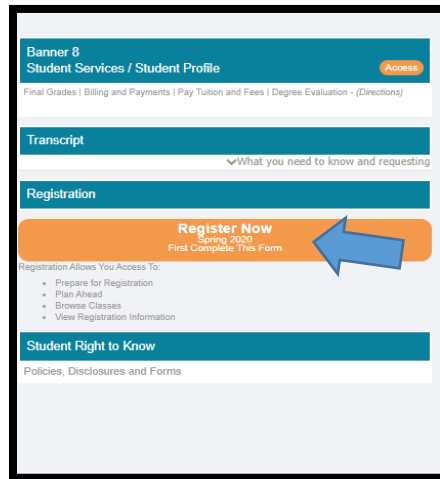 Banner 8
Student Services / Student Profile
Access
Final Grades | Billing and Payments | Pay Tuition and Fees | Degree Evaluation - (Directions)
Transcript
What you need to know and requesting
Registration
Register Now
Spring 2020
First Complete This Form
Registration Allows You Access To:
Prepare for Registration
Plan Ahead
Browse Classes
View Registration Information
Student Right to Know
Policies, Disclosures and Forms